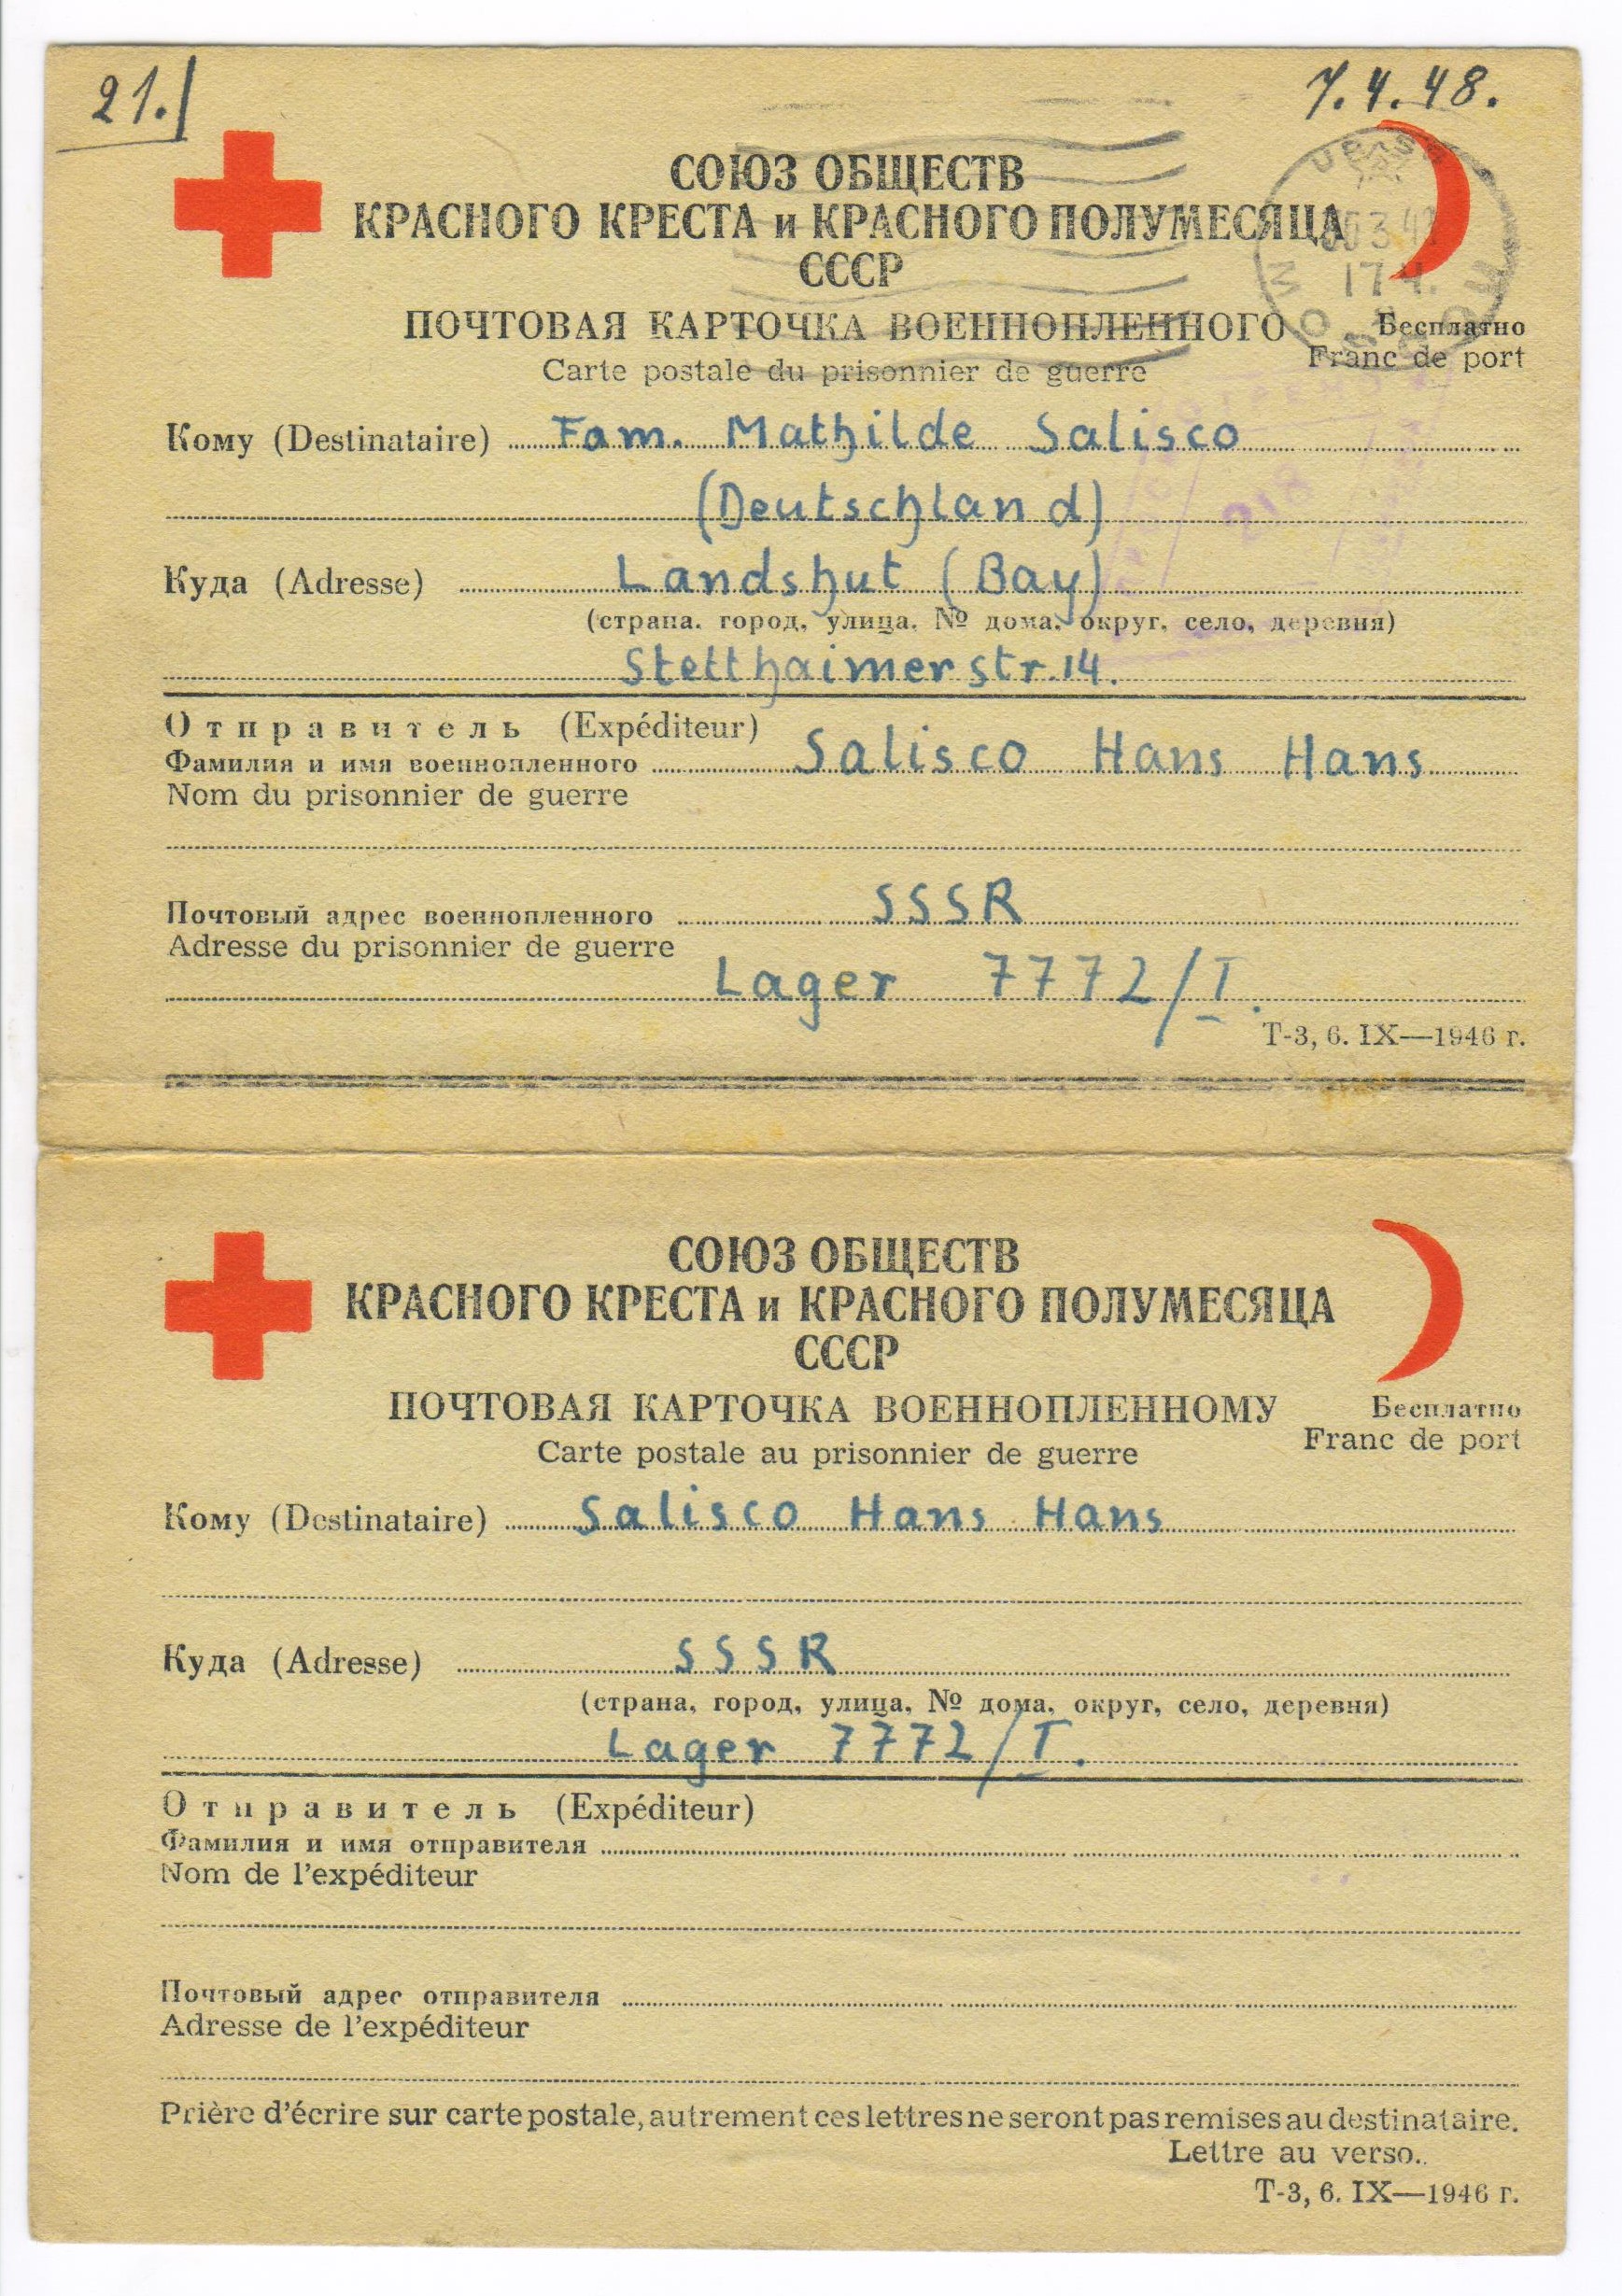 21.
7.4.48.
СОЮЗ ОБЩЕСТВ
КРАСНОГО КРЕСТА и КРАСНОГО ПОЛУМЕСЯЦА
СССР
ПОЧТОВАЯ КАРТОЧКА ВОЕННОПЛЕННОГО
Бесплатно
Carte postale du prisonnier de guerre
Franc de port
Кому (Destinataire) Fam. Mathilde Salisco
(Deutschland)
218
Куда (Adresse) Landshut (Bay)
(страна, город, улица, № дома, округ, село, деревня)
Stetthaimerstr. 14.
Отправитель (Expéditeur)
Фамилия и имя военнопленного Salisco Hans Hans
Nom du prisonnier de guerre
Почтовый адрес военнопленного SSSR
Adresse du prisonnier de guerre
Lager 7772/I.
Т-3, 6. IX—1946 г.
СОЮЗ ОБЩЕСТВ
КРАСНОГО КРЕСТА и КРАСНОГО ПОЛУМЕСЯЦА
СССР
ПОЧТОВАЯ КАРТОЧКА ВОЕННОПЛЕННОМУ
Бесплатно
Carte postale au prisonnier de guerre
Franc de port
Кому (Destinataire) Salisco Hans Hans
Куда (Adresse) SSSR
(страна, город, улица, № дома, округ, село, деревня)
Lager 7772/I.
Отправитель (Expéditeur)
Фамилия и имя отправителя
Nom de l'expéditeur
Почтовый адрес отправителя
Adresse de l'expéditeur
Prière d'écrire sur carte postale, autrement ces lettres ne seront pas remises au destinataire.
Lettre au verso..
Т-3, 6. IX—1946 г.